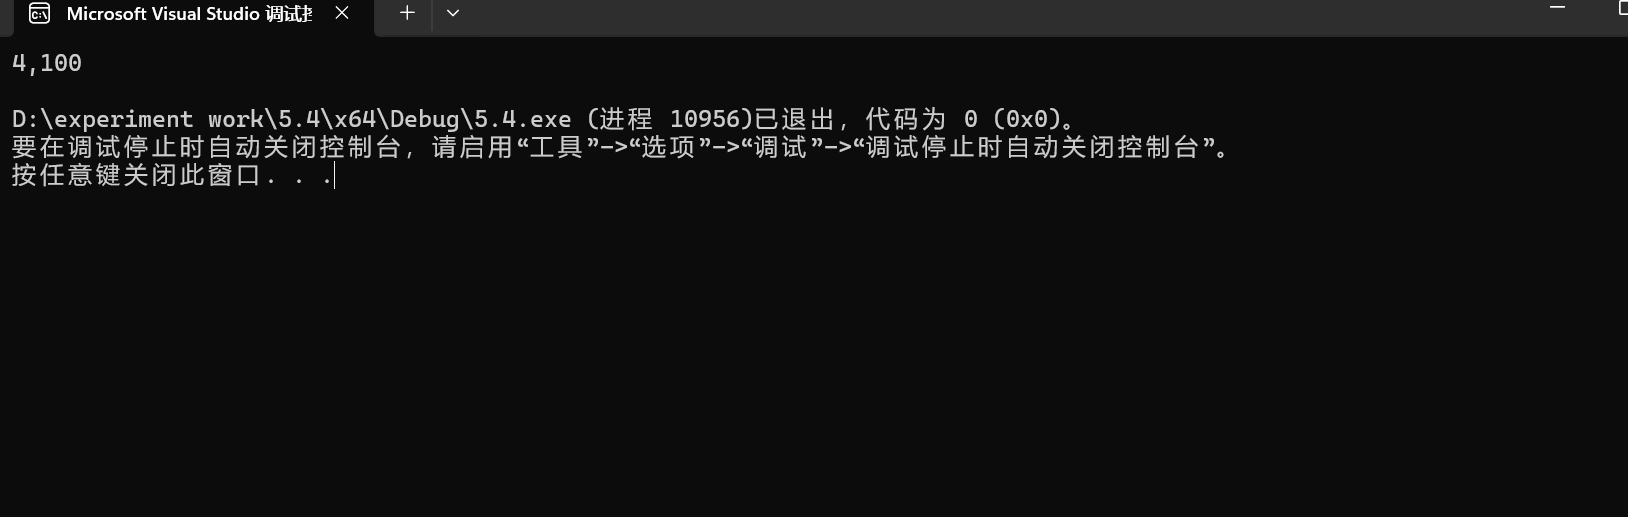 Microsoft Visual Studio 调试
4,100
D:\experiment work\5.4\x64\Debug\5.4.exe (进程 10956)已退出，代码为 0 (0x0)。
要在调试停止时自动关闭控制台，请启用“工具”->“选项”->“调试”->“调试停止时自动关闭控制台”。
按任意键关闭此窗口. . .